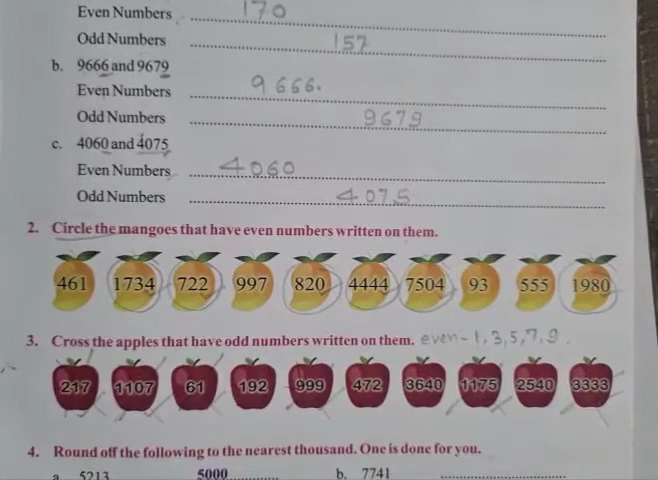 Even Numbers 170
Odd Numbers 157
b. 9666 and 9679
Even Numbers 9666.
Odd Numbers 9679
c. 4060 and 4075
Even Numbers 4060
Odd Numbers 4075
2. Circle the mangoes that have even numbers written on them.
461 1734 722 997 820 4444 7504 93 555 1980
3. Cross the apples that have odd numbers written on them. even-1,3,5,7,9.
217 1107 61 192 999 472 3640 1175 2540 3333
4. Round off the following to the nearest thousand. One is done for you.
a 5213 5000 b. 7741